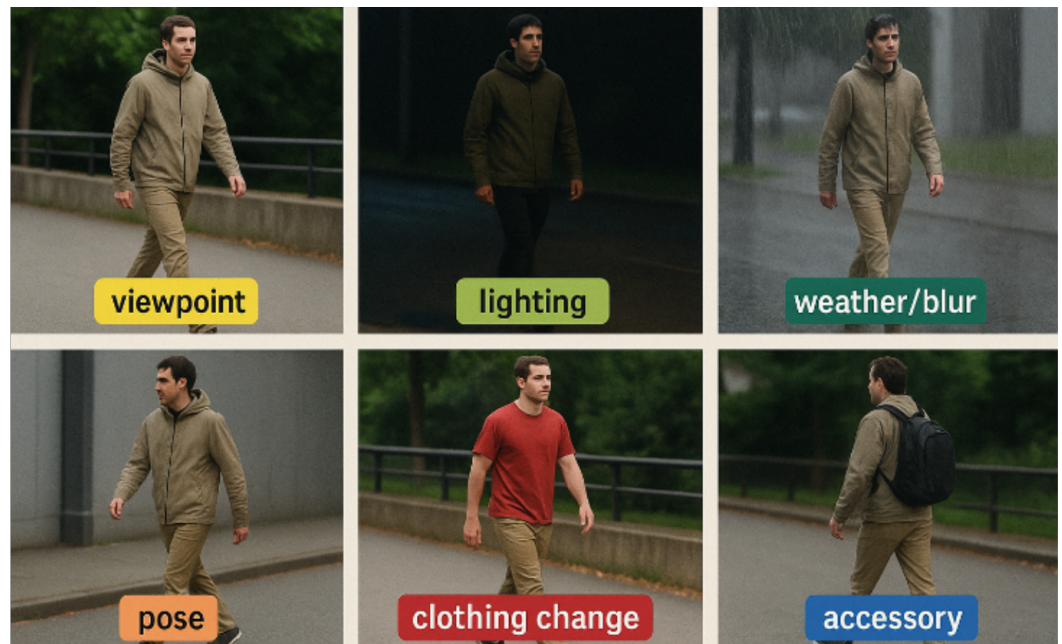 viewpoint
lighting
weather/blur
pose
clothing change
accessory